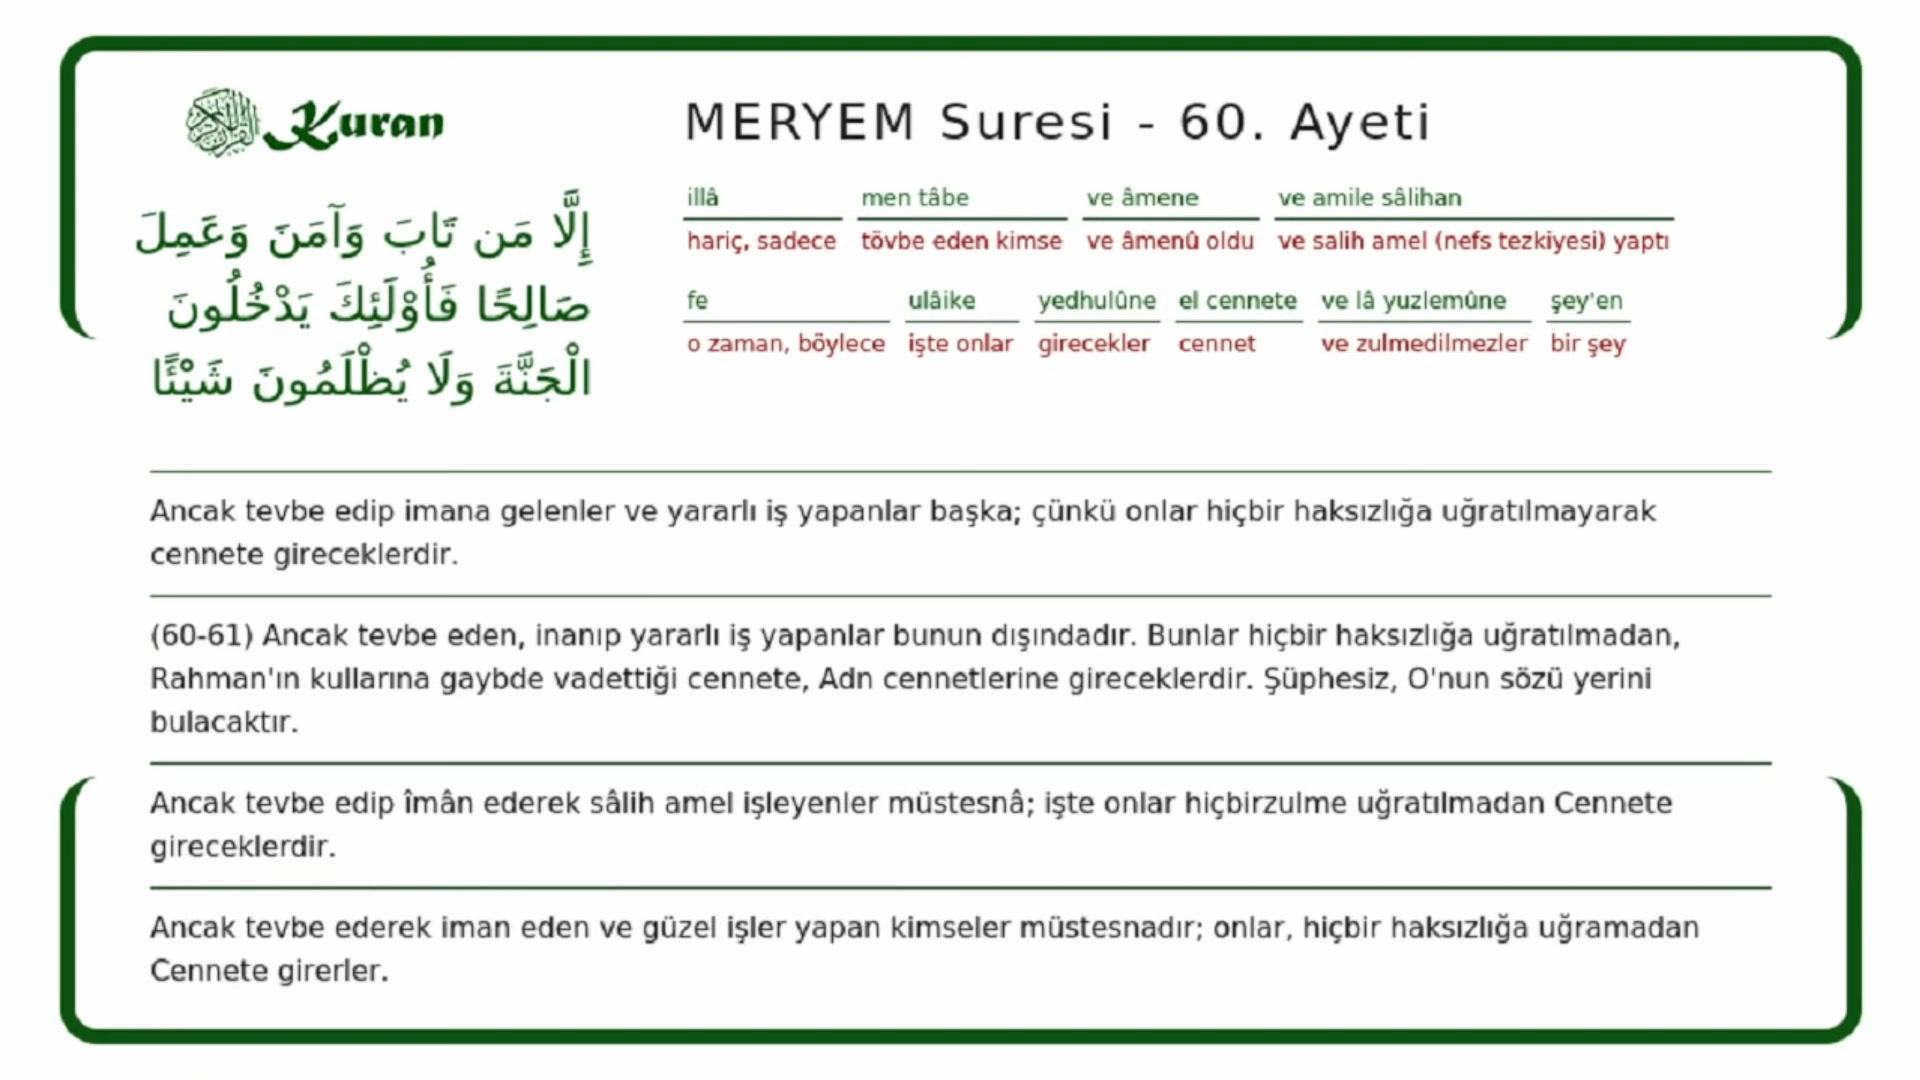 Kuran
MERYEM Suresi - 60. Ayeti
إِلَّا مَن تَابَ وَآمَنَ وَعَمِلَ
صَالِحًا فَأُوْلَئِكَ يَدْخُلُونَ
الْجَنَّةَ وَلَا يُظْلَمُونَ شَيْئًا
illâ men tâbe ve âmene ve amile sâlihan
hariç, sadece tövbe eden kimse ve âmenû oldu ve salih amel (nefs tezkiyesi) yaptı
fe ulâike yedhulûne el cennete ve lâ yuzlemûne şey'en
o zaman, böylece işte onlar girecekler cennet ve zulmedilmezler bir şey
Ancak tevbe edip imana gelenler ve yararlı iş yapanlar başka; çünkü onlar hiçbir haksızlığa uğratılmayarak
cennete gireceklerdir.
(60-61) Ancak tevbe eden, inanıp yararlı iş yapanlar bunun dışındadır. Bunlar hiçbir haksızlığa uğratılmadan,
Rahman'ın kullarına gaybde vadettiği cennete, Adn cennetlerine gireceklerdir. Şüphesiz, O'nun sözü yerini
bulacaktır.
Ancak tevbe edip îmân ederek sâlih amel işleyenler müstesnâ; işte onlar hiçbirzulme uğratılmadan Cennete
gireceklerdir.
Ancak tevbe ederek iman eden ve güzel işler yapan kimseler müstesnadır; onlar, hiçbir haksızlığa uğramadan
Cennete girerler.